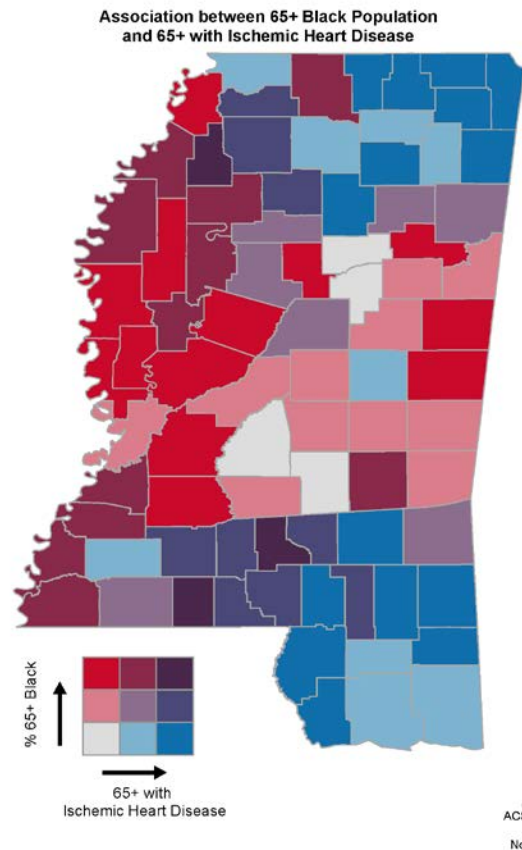 Association between 65+ Black Population
and 65+ with Ischemic Heart Disease
% 65+ Black
65+ with
Ischemic Heart Disease